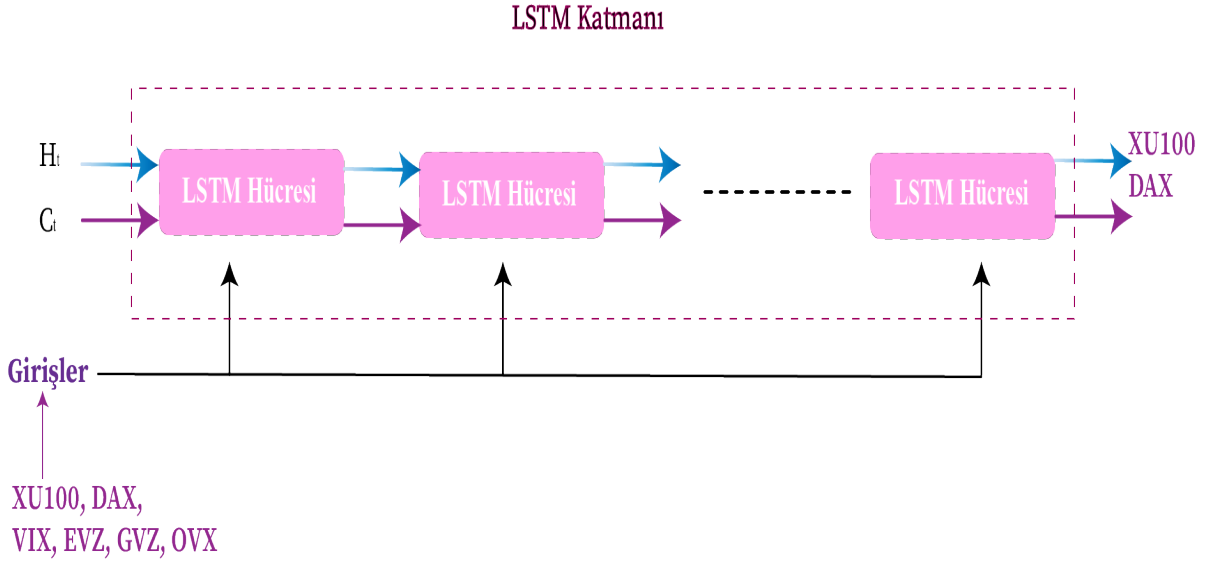 LSTM Katmanı
Ht
Ct
LSTM Hücresi
LSTM Hücresi
LSTM Hücresi
XU100
DAX
Girişler
XU100, DAX,
VIX, EVZ, GVZ, OVX